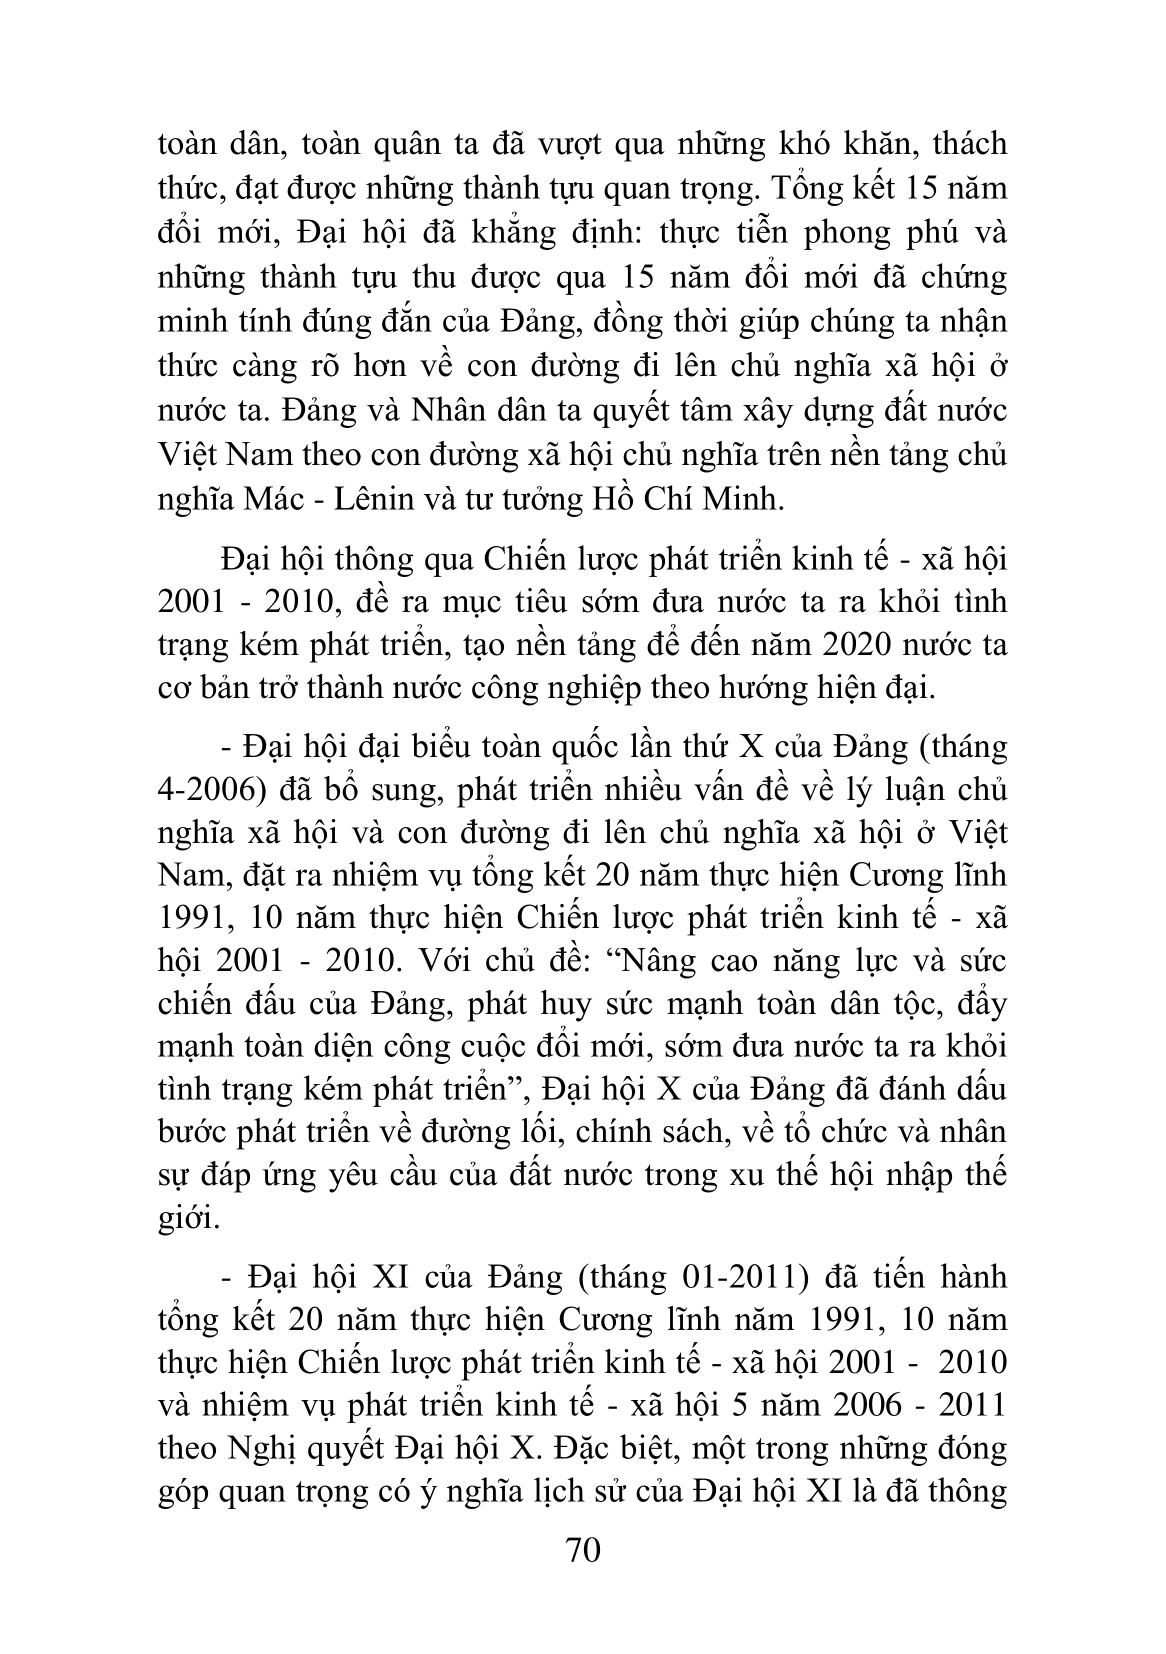 toàn dân, toàn quân ta đã vượt qua những khó khăn, thách
thức, đạt được những thành tựu quan trọng. Tổng kết 15 năm
đổi mới, Đại hội đã khẳng định: thực tiễn phong phú và
những thành tựu thu được qua 15 năm đổi mới đã chứng
minh tính đúng đắn của Đảng, đồng thời giúp chúng ta nhận
thức càng rõ hơn về con đường đi lên chủ nghĩa xã hội ở
nước ta. Đảng và Nhân dân ta quyết tâm xây dựng đất nước
Việt Nam theo con đường xã hội chủ nghĩa trên nền tảng chủ
nghĩa Mác - Lênin và tư tưởng Hồ Chí Minh.
Đại hội thông qua Chiến lược phát triển kinh tế - xã hội
2001 - 2010, đề ra mục tiêu sớm đưa nước ta ra khỏi tình
trạng kém phát triển, tạo nền tảng để đến năm 2020 nước ta
cơ bản trở thành nước công nghiệp theo hướng hiện đại.
- Đại hội đại biểu toàn quốc lần thứ X của Đảng (tháng
4-2006) đã bổ sung, phát triển nhiều vấn đề về lý luận chủ
nghĩa xã hội và con đường đi lên chủ nghĩa xã hội ở Việt
Nam, đặt ra nhiệm vụ tổng kết 20 năm thực hiện Cương lĩnh
1991, 10 năm thực hiện Chiến lược phát triển kinh tế - xã
hội 2001 - 2010. Với chủ đề: “Nâng cao năng lực và sức
chiến đấu của Đảng, phát huy sức mạnh toàn dân tộc, đẩy
mạnh toàn diện công cuộc đổi mới, sớm đưa nước ta ra khỏi
tình trạng kém phát triển”, Đại hội X của Đảng đã đánh dấu
bước phát triển về đường lối, chính sách, về tổ chức và nhân
sự đáp ứng yêu cầu của đất nước trong xu thế hội nhập thế
giới.
- Đại hội XI của Đảng (tháng 01-2011) đã tiến hành
tổng kết 20 năm thực hiện Cương lĩnh năm 1991, 10 năm
thực hiện Chiến lược phát triển kinh tế - xã hội 2001 - 2010
và nhiệm vụ phát triển kinh tế - xã hội 5 năm 2006 - 2011
theo Nghị quyết Đại hội X. Đặc biệt, một trong những đóng
góp quan trọng có ý nghĩa lịch sử của Đại hội XI là đã thông
70